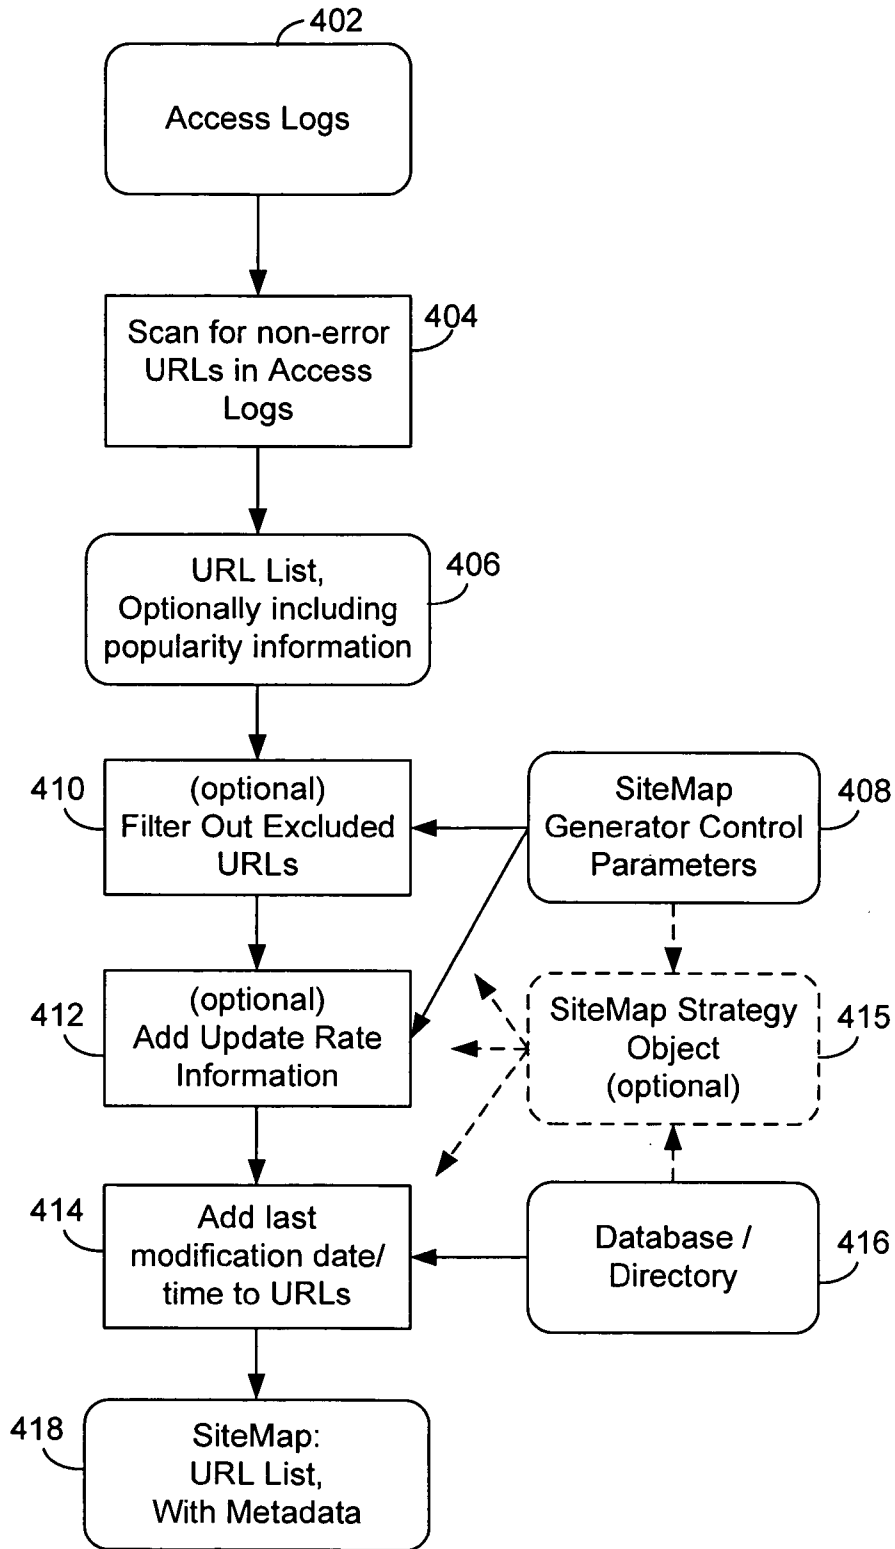 402
Access Logs
404
Scan for non-error
URLs in Access
Logs
406
URL List,
Optionally including
popularity information
410
(optional)
Filter Out Excluded
URLs
408
SiteMap
Generator Control
Parameters
412
(optional)
Add Update Rate
Information
415
SiteMap Strategy
Object
(optional)
414
Add last
modification date/
time to URLs
416
Database /
Directory
418
SiteMap:
URL List,
With Metadata